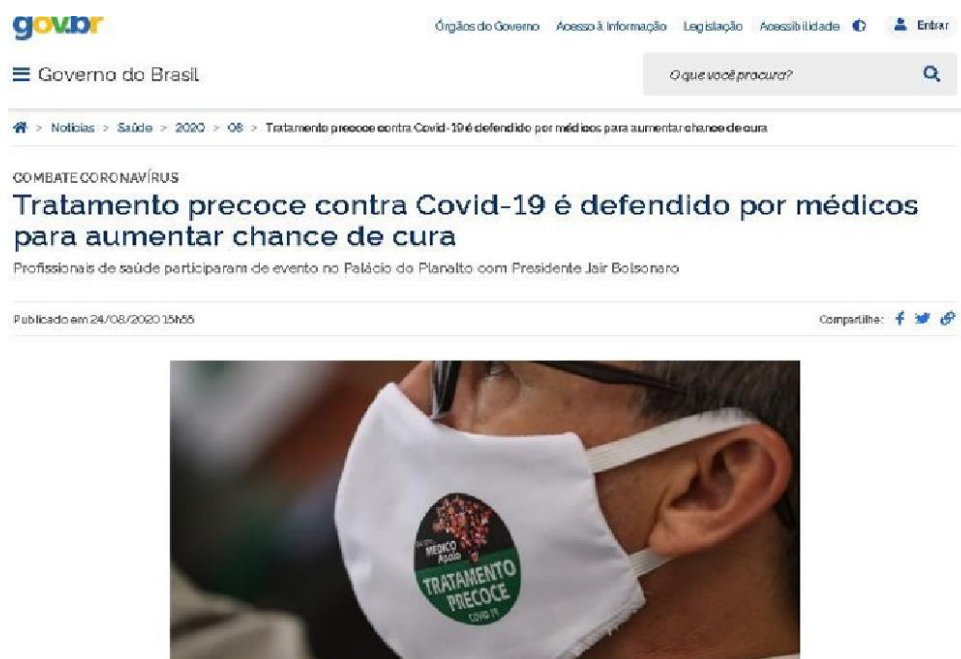 gov.br
Órgãos do Governo Acesso à Informação Legislação Acessibilidade Entrar
Governo do Brasil
O que você procura?
> Notícias > Saúde > 2020 > 08 > Tratamento precoce contra Covid-19 é defendido por médicos para aumentar chance de cura
COMBATE CORONAVÍRUS
Tratamento precoce contra Covid-19 é defendido por médicos
para aumentar chance de cura
Profissionais de saúde participaram de evento no Palácio do Planalto com Presidente Jair Bolsonaro
Publicado em 24/08/2020 15h55
Compartilhe:
MÉDICO
Apoio
TRATAMENTO
PRECOCE
COVID 19